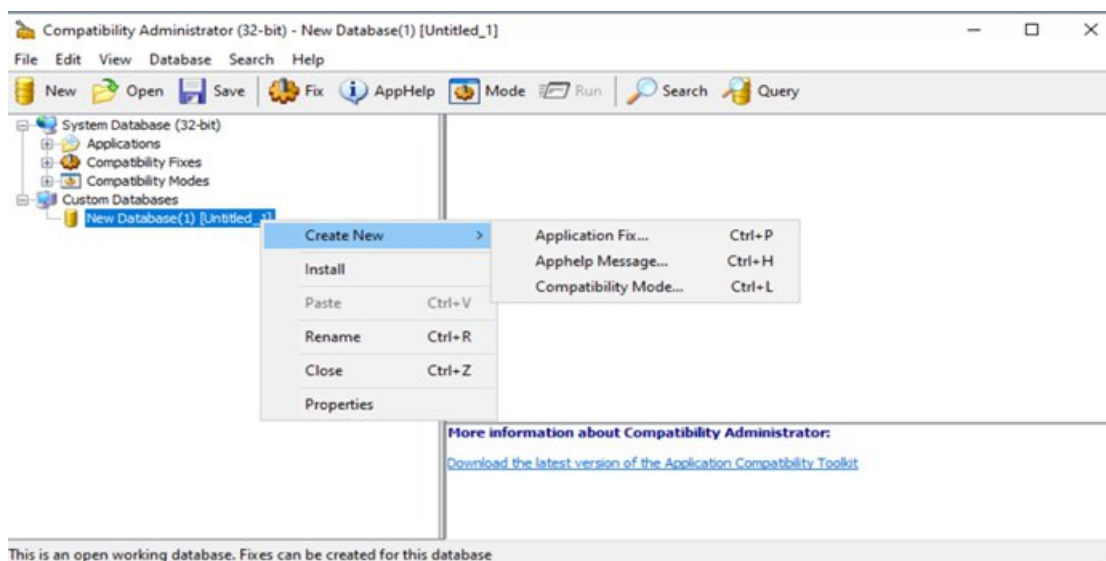 Compatibility Administrator (32-bit) - New Database(1) [Untitled_1]
File Edit View Database Search Help
New Open Save Fix AppHelp Mode Run Search Query
System Database (32-bit)
Applications
Compatibility Fixes
Compatibility Modes
Custom Databases
New Database(1) [Untitled_1]
Create New >
Install
Paste Ctrl+V
Rename Ctrl+R
Close Ctrl+Z
Properties
Application Fix... Ctrl+P
Apphelp Message... Ctrl+H
Compatibility Mode... Ctrl+L
More information about Compatibility Administrator:
Download the latest version of the Application Compatibility Toolkit
This is an open working database. Fixes can be created for this database